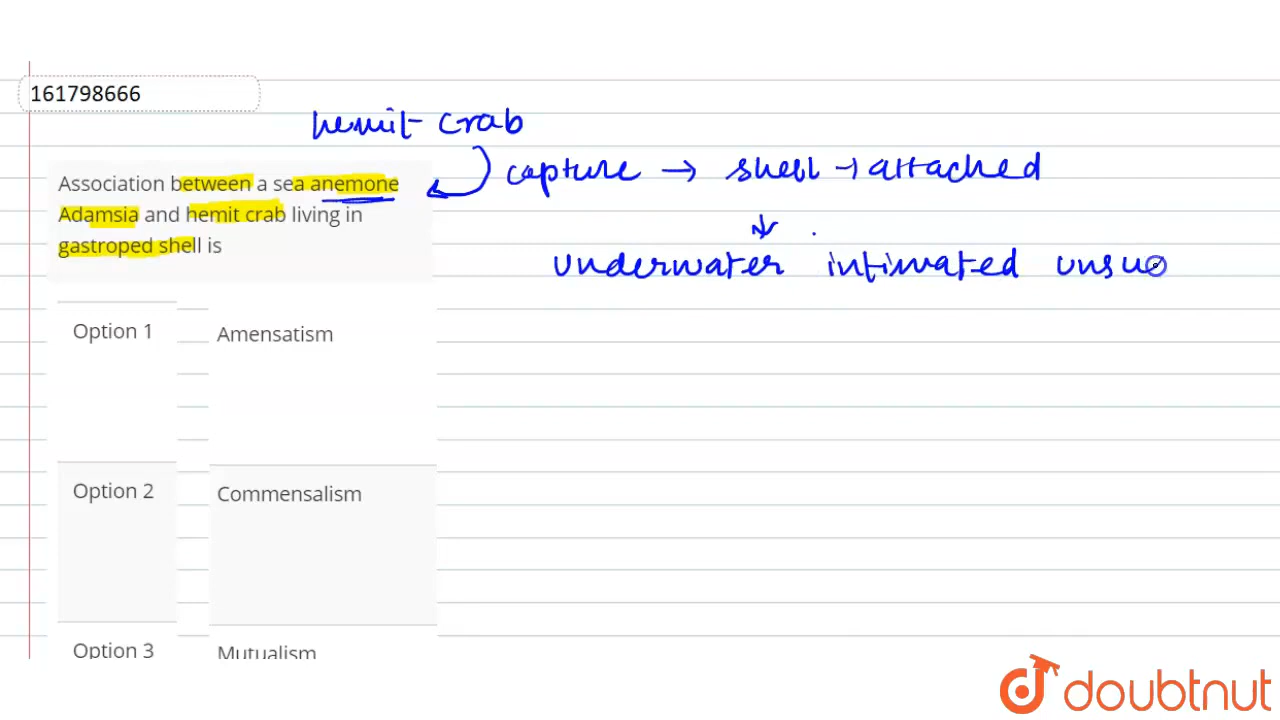 161798666
hemit crab
capture → shell → attached
Association between a sea anemone
Adamsia and hemit crab living in
gastroped shell is
underwater intimated unsuo
Option 1 Amensatism
Option 2 Commensalism
Option 3 Mutualism
doubtnut